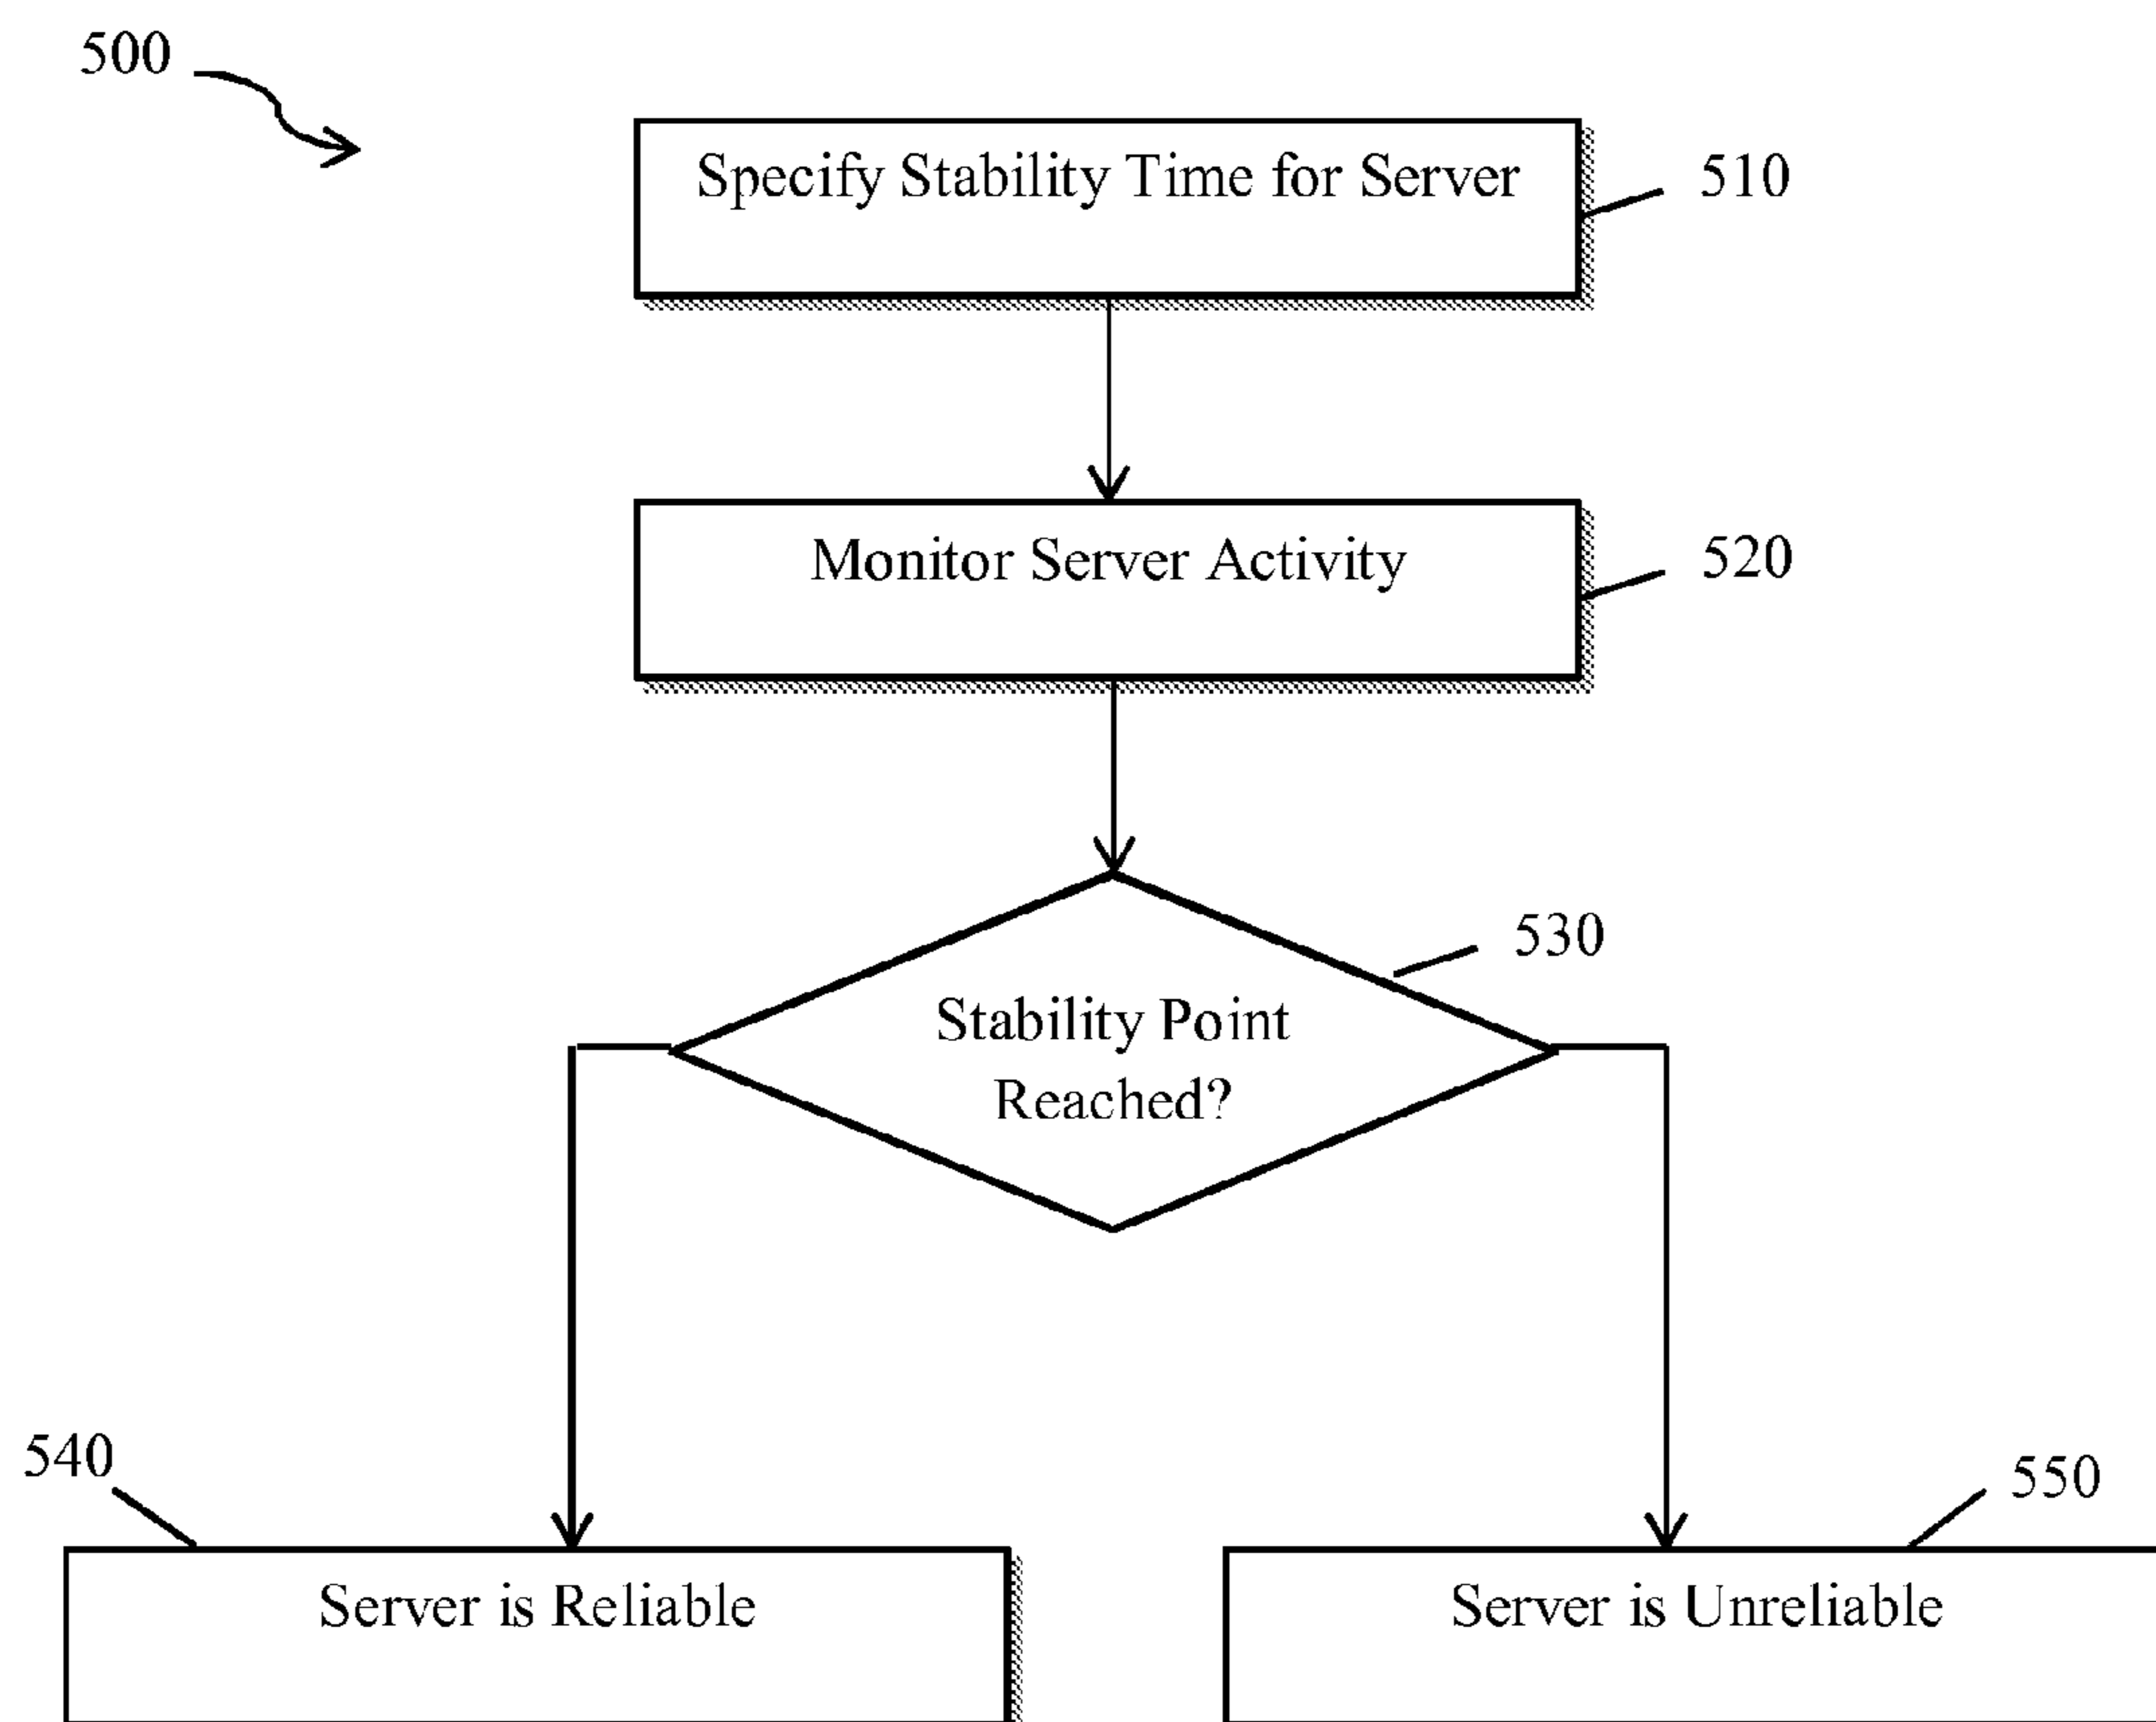 500
Specify Stability Time for Server
510
Monitor Server Activity
520
530
Stability Point
Reached?
540
550
Server is Reliable
Server is Unreliable